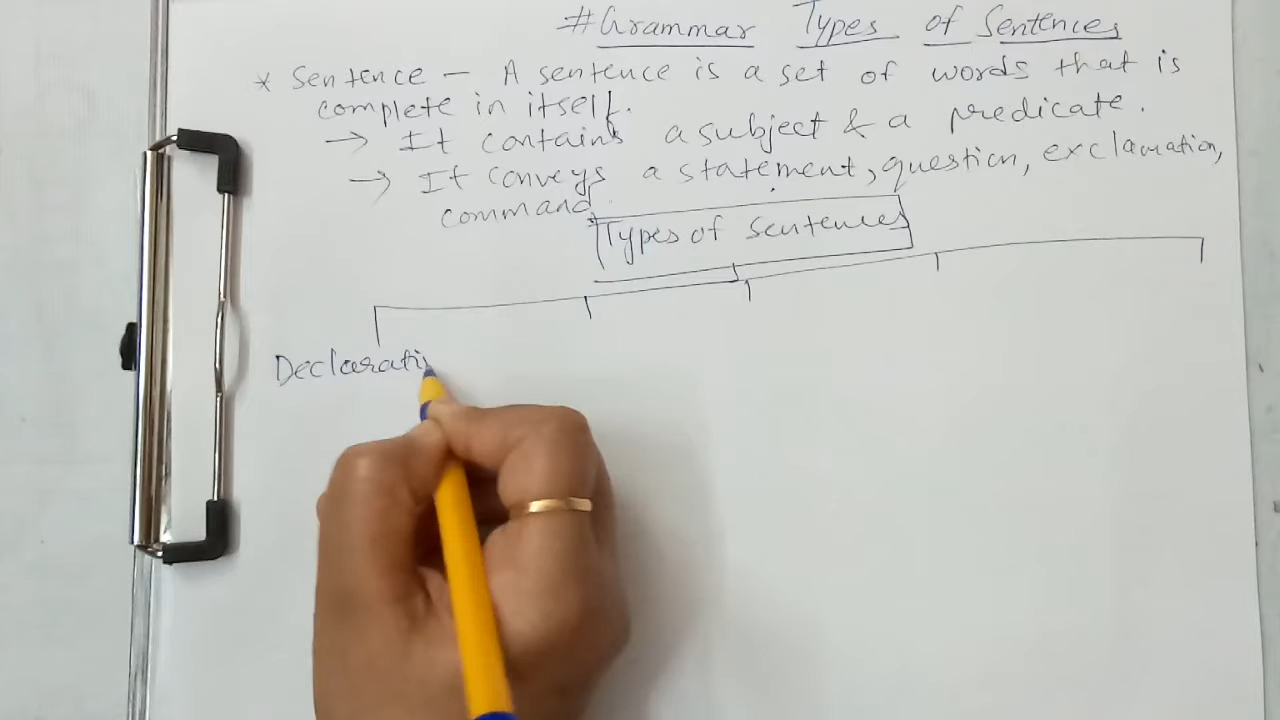 #Grammar Types of Sentences
* Sentence - A sentence is a set of words that is
complete in itself.
→ It contains a subject & a predicate.
→ It conveys a statement, question, exclamation,
command.
Types of Sentences
Declarati